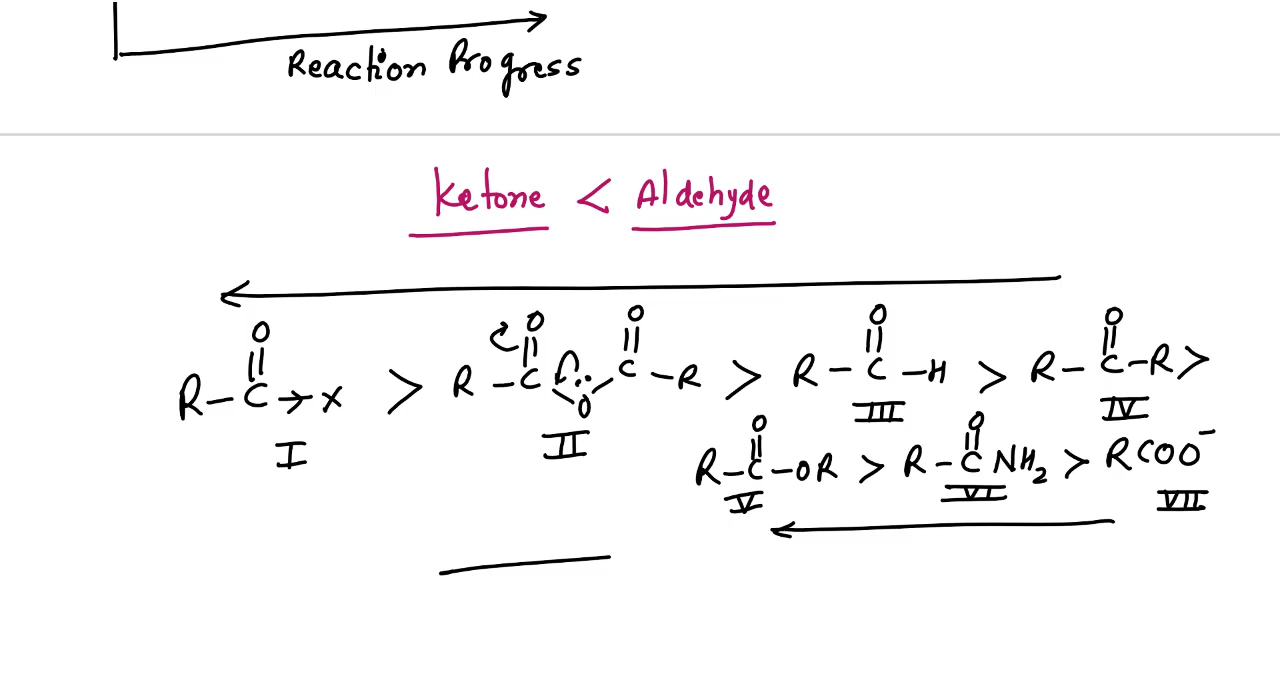 Reaction Progress
Ketone < Aldehyde
O O O O O
|| || || || ||
R-C→X > R-C-O-C-R > R-C-H > R-C-R >
I II III IV
O O
|| ||
R-C-OR > R-C NH₂ > RCOO⁻
V VI VII